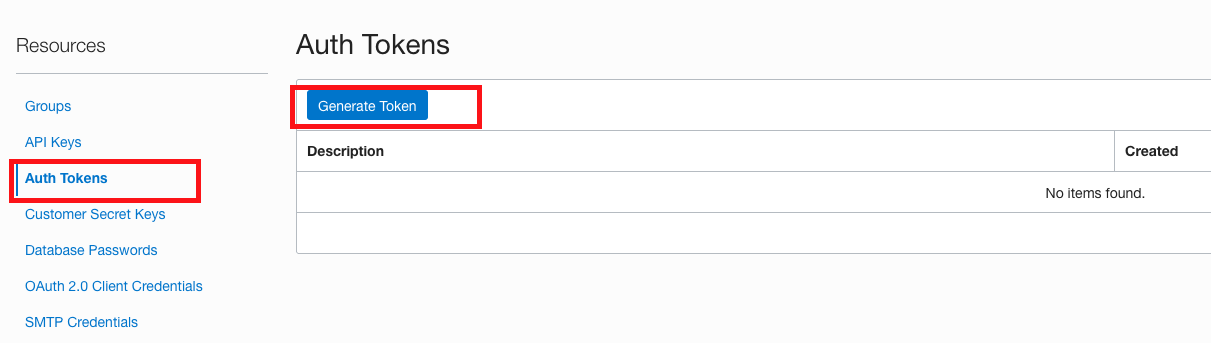 Resources
Groups
API Keys
Auth Tokens
Customer Secret Keys
Database Passwords
OAuth 2.0 Client Credentials
SMTP Credentials
Auth Tokens
Generate Token
Description Created
No items found.